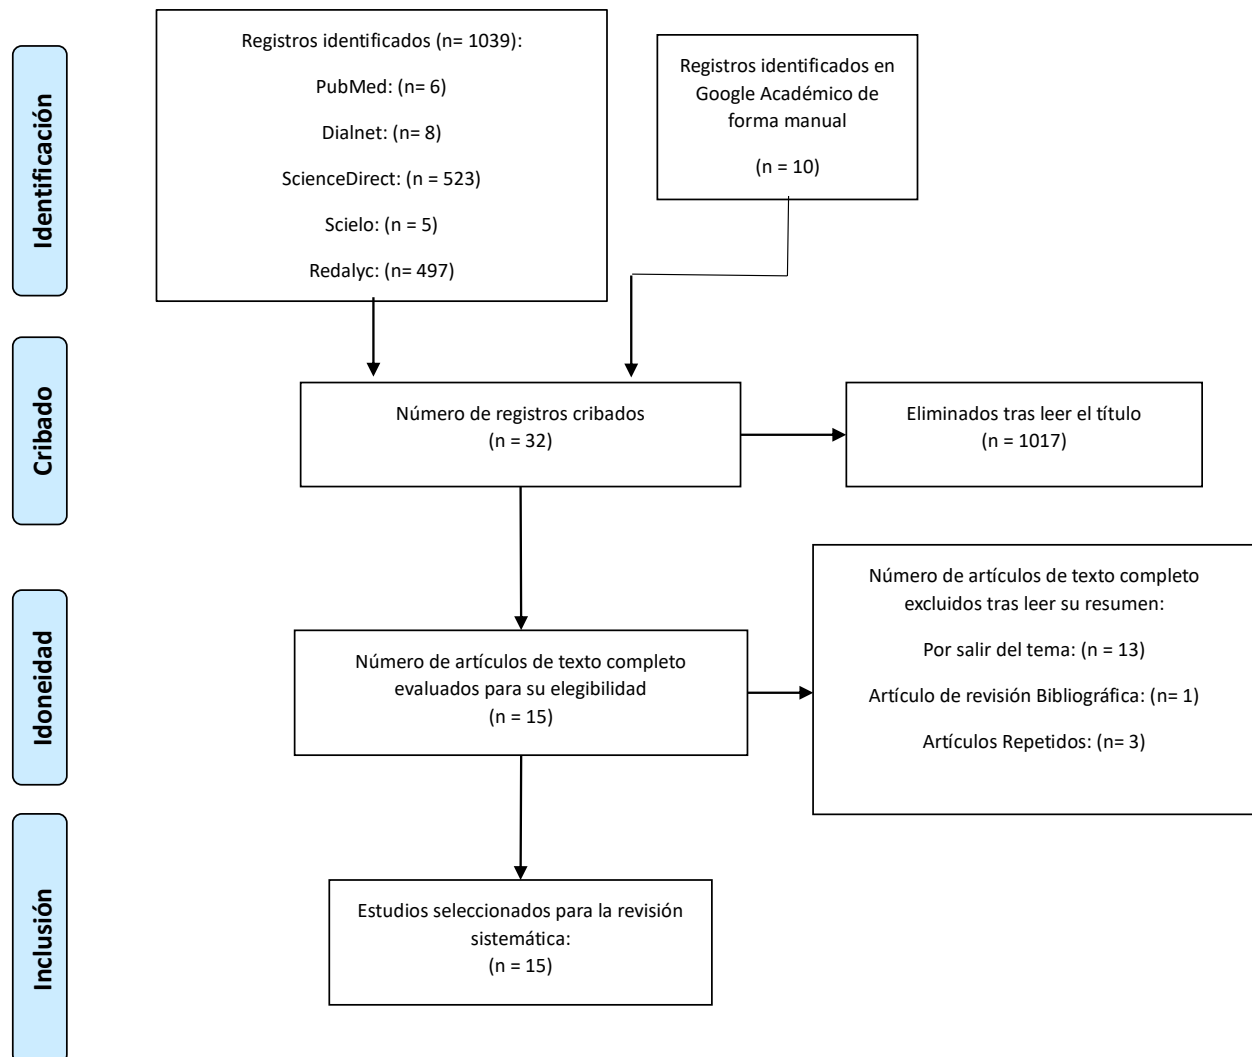 Identificación
Registros identificados (n= 1039):
PubMed: (n= 6)
Dialnet: (n= 8)
ScienceDirect: (n = 523)
Scielo: (n = 5)
Redalyc: (n= 497)
Registros identificados en
Google Académico de
forma manual
(n = 10)
Cribado
Número de registros cribados
(n = 32)
Eliminados tras leer el título
(n = 1017)
Idoneidad
Número de artículos de texto completo
evaluados para su elegibilidad
(n = 15)
Número de artículos de texto completo
excluidos tras leer su resumen:
Por salir del tema: (n = 13)
Artículo de revisión Bibliográfica: (n= 1)
Artículos Repetidos: (n= 3)
Inclusión
Estudios seleccionados para la revisión
sistemática:
(n = 15)